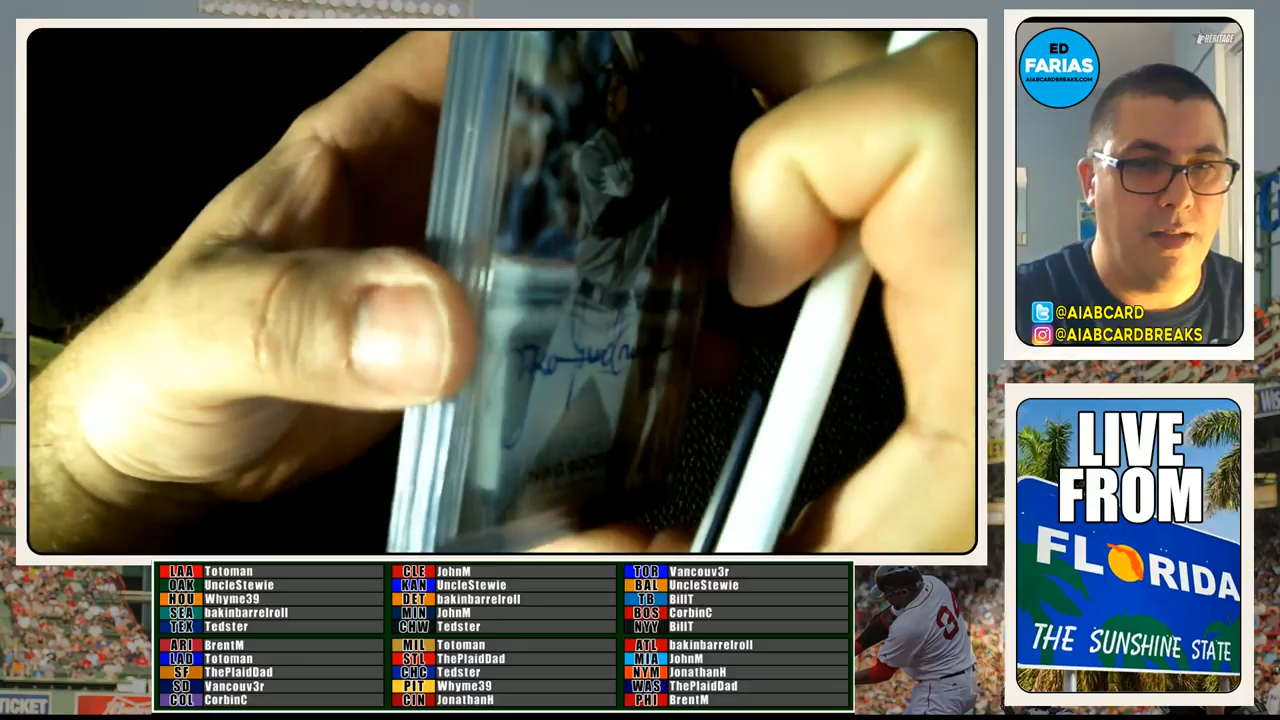 ED
FARIAS
AIABCARDBREAKS.COM
HERITAGE
@AIABCARD
@AIABCARDBREAKS
LIVE
FROM
FLORIDA
THE SUNSHINE STATE
LAA Totoman
OAK UncleStewie
HOU Whyme39
SEA bakinbarrelroll
TEX Tedster
CLE JohnM
KAN UncleStewie
DET bakinbarrelroll
MIN JohnM
CHW Tedster
TOR Vancouv3r
BAL UncleStewie
TB BillT
BOS CorbinC
NYY BillT
ARI BrentM
LAD Totoman
SF ThePlaidDad
SD Vancouv3r
COL CorbinC
MIL Totoman
STL ThePlaidDad
CHC Tedster
PIT Whyme39
CIN JonathanH
ATL bakinbarrelroll
MIA JohnM
NYM JonathanH
WAS ThePlaidDad
PHI BrentM
TICKET